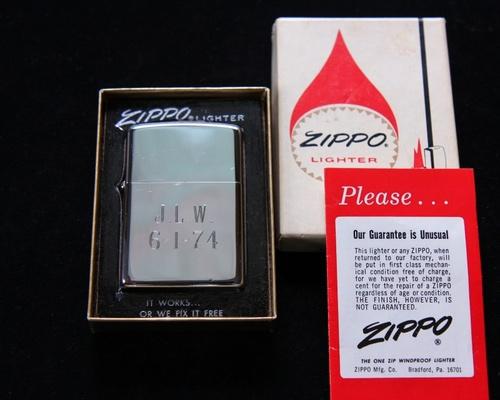 ZIPPO® LIGHTER
J.I.W.
6·1·74
IT WORKS...
OR WE FIX IT FREE
ZIPPO®
LIGHTER
Please...
Our Guarantee is Unusual
This lighter or any ZIPPO, when
returned to our factory, will
be put in first class mechan-
ical condition free of charge,
for we have yet to charge a
cent for the repair of a ZIPPO
regardless of age or condition.
THE FINISH, HOWEVER, IS
NOT GUARANTEED.
ZIPPO®
THE ONE ZIP WINDPROOF LIGHTER
ZIPPO Mfg. Co. Bradford, Pa. 16701